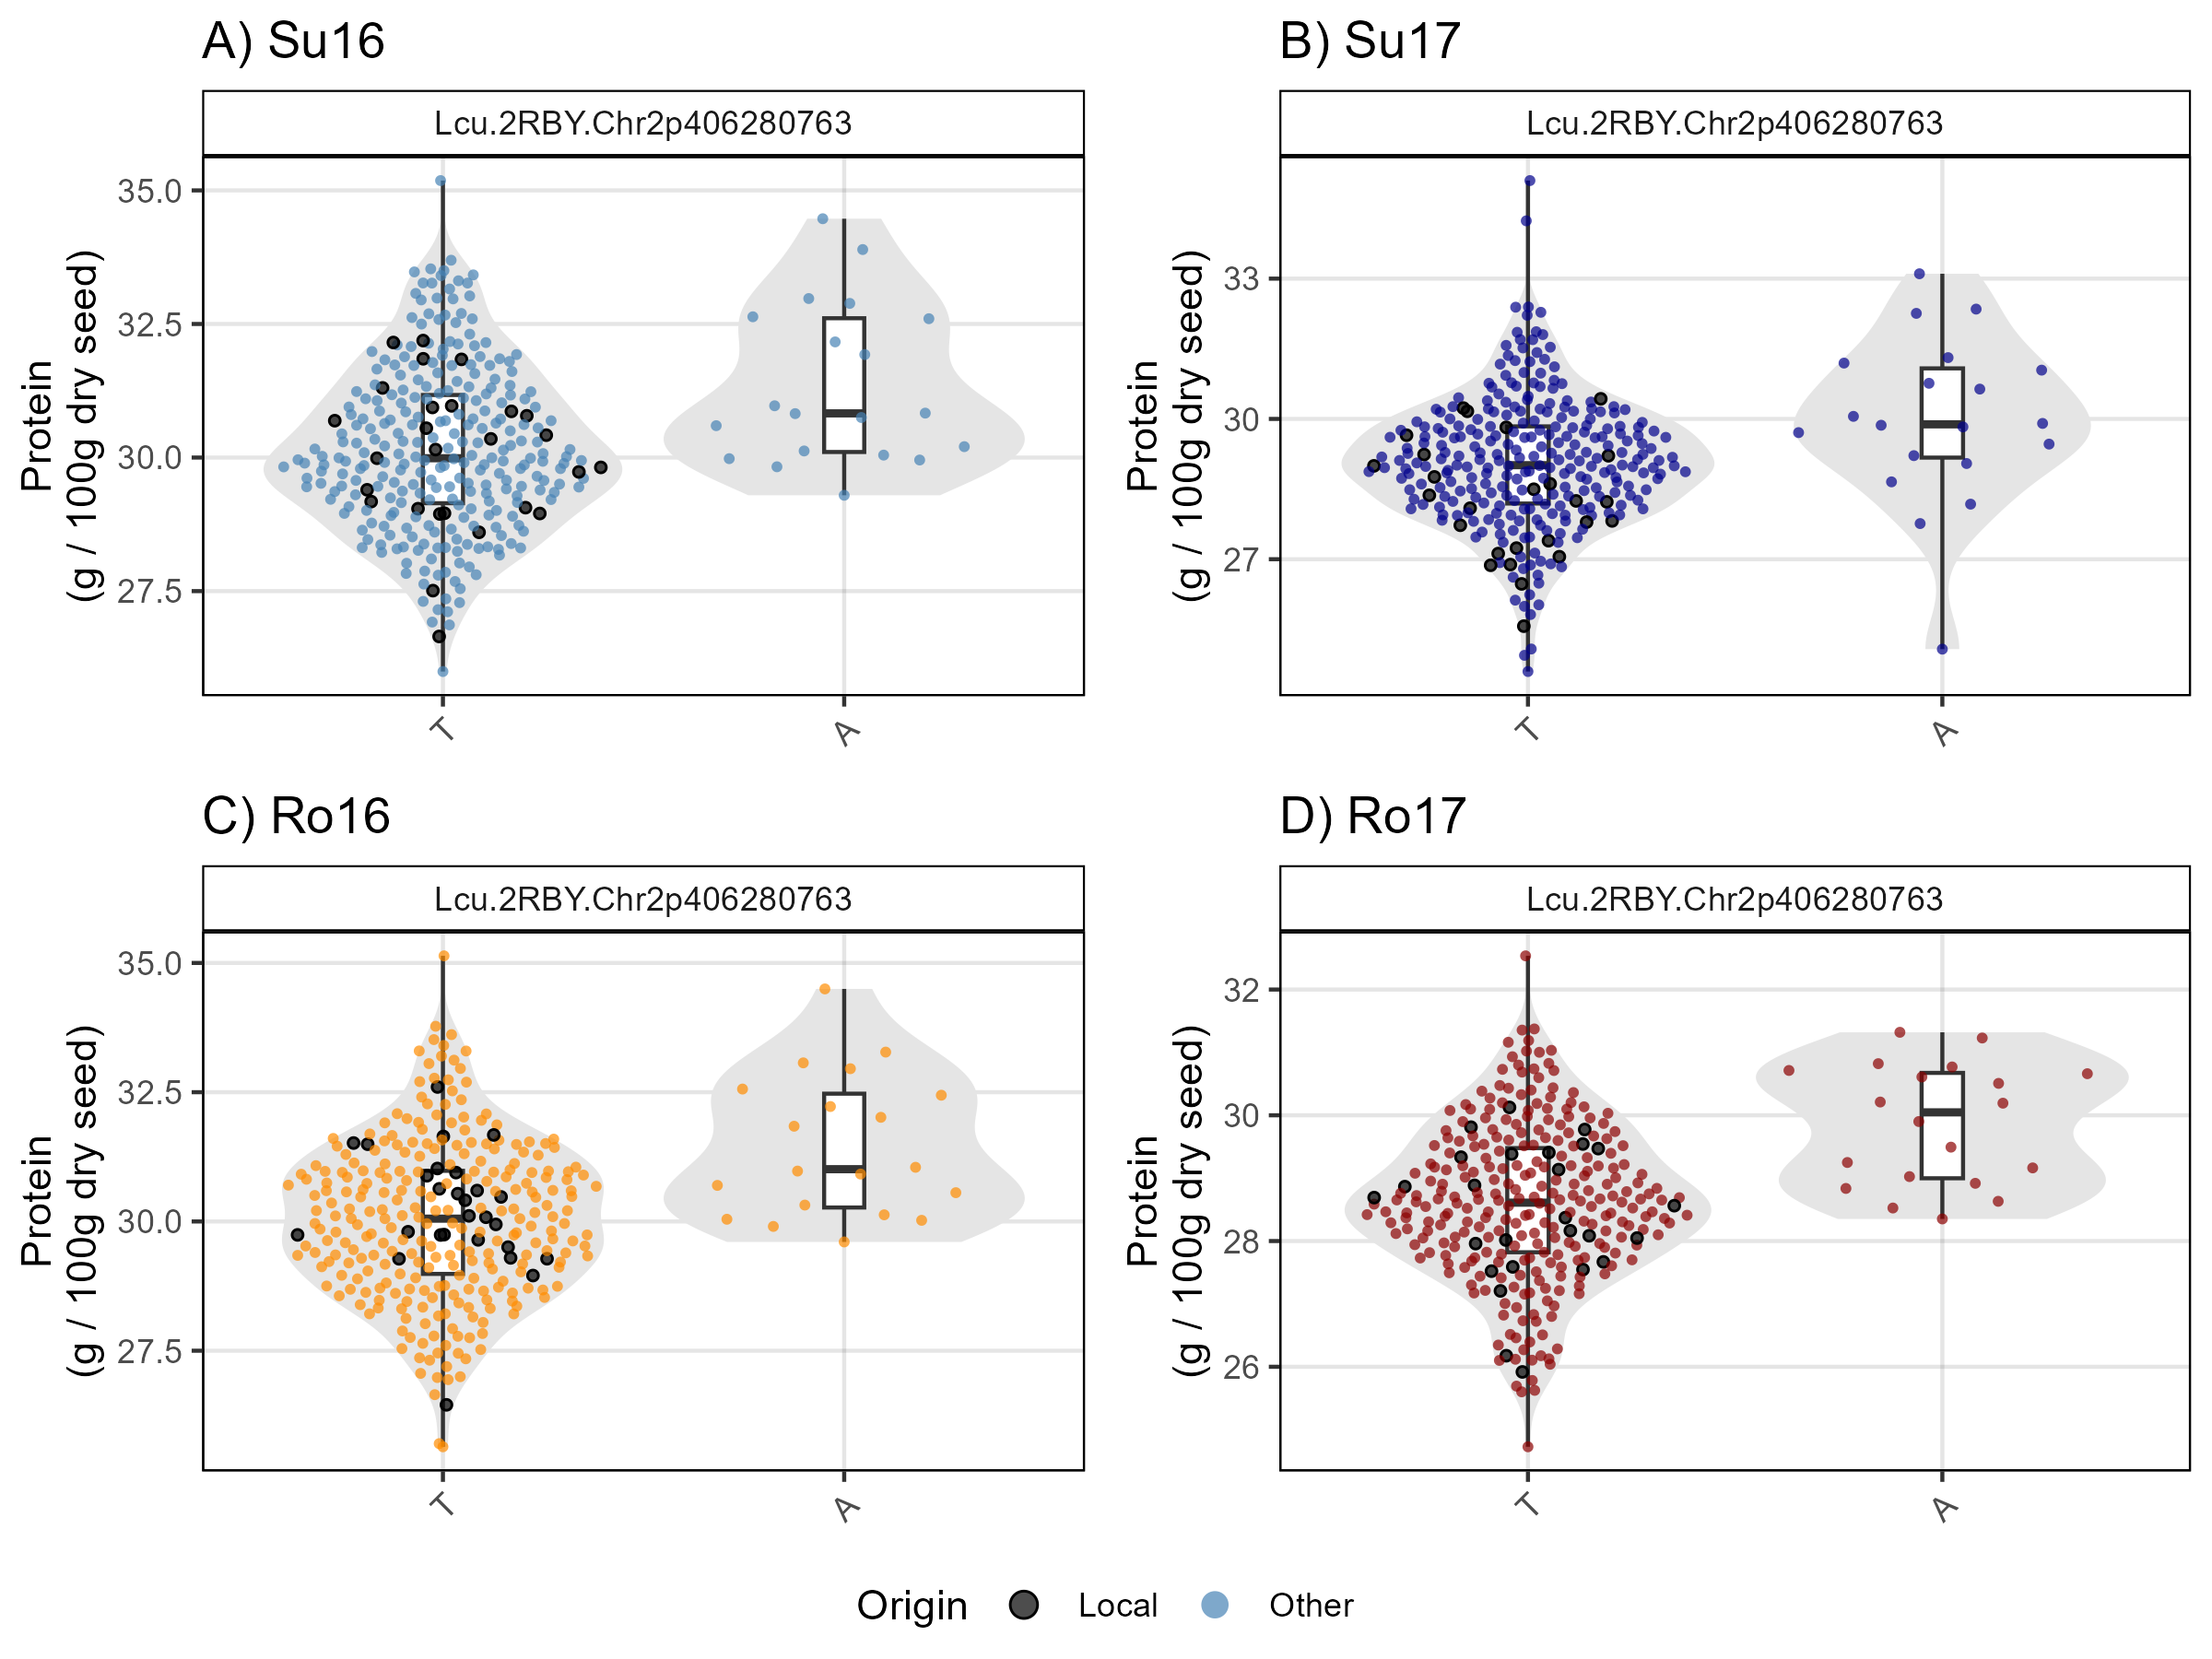 A) Su16
Lcu.2RBY.Chr2p406280763
Protein
(g / 100g dry seed)
35.0
32.5
30.0
27.5
T
A
B) Su17
Lcu.2RBY.Chr2p406280763
Protein
(g / 100g dry seed)
33
30
27
T
A
C) Ro16
Lcu.2RBY.Chr2p406280763
Protein
(g / 100g dry seed)
35.0
32.5
30.0
27.5
T
A
D) Ro17
Lcu.2RBY.Chr2p406280763
Protein
(g / 100g dry seed)
32
30
28
26
T
A
Origin Local Other